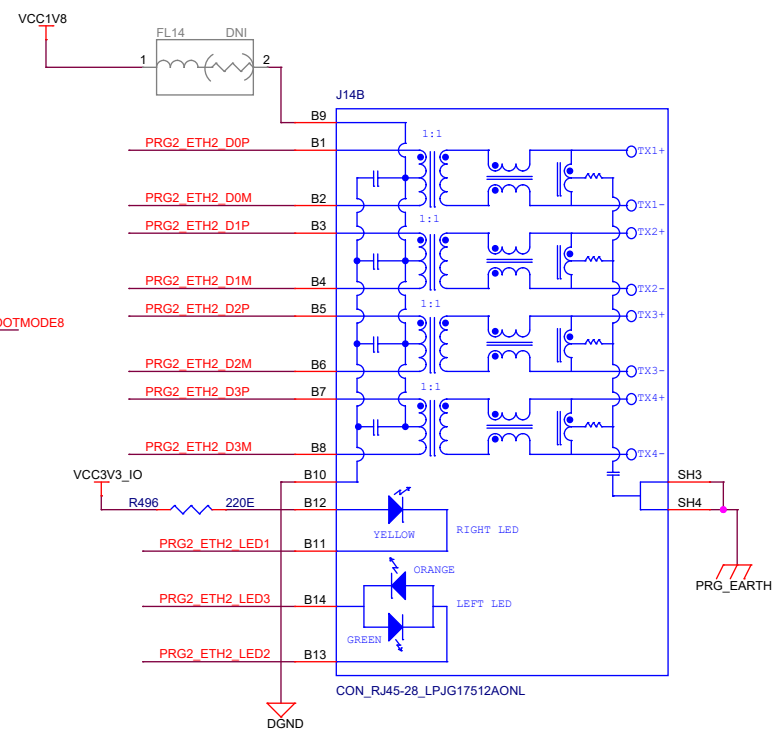 VCC1V8
FL14 DNI
1 2
J14B
B9
1:1
PRG2_ETH2_D0P B1 TX1+
PRG2_ETH2_D0M B2 TX1-
1:1
PRG2_ETH2_D1P B3 TX2+
PRG2_ETH2_D1M B4 TX2-
1:1
PRG2_ETH2_D2P B5 TX3+
OOTMODE8
PRG2_ETH2_D2M B6 TX3-
1:1
PRG2_ETH2_D3P B7 TX4+
PRG2_ETH2_D3M B8 TX4-
VCC3V3_IO B10 SH3
R496 220E B12 SH4
YELLOW RIGHT LED
PRG2_ETH2_LED1 B11
ORANGE
PRG_EARTH
PRG2_ETH2_LED3 B14 LEFT LED
GREEN
PRG2_ETH2_LED2 B13
CON_RJ45-28_LPJG17512AONL
DGND